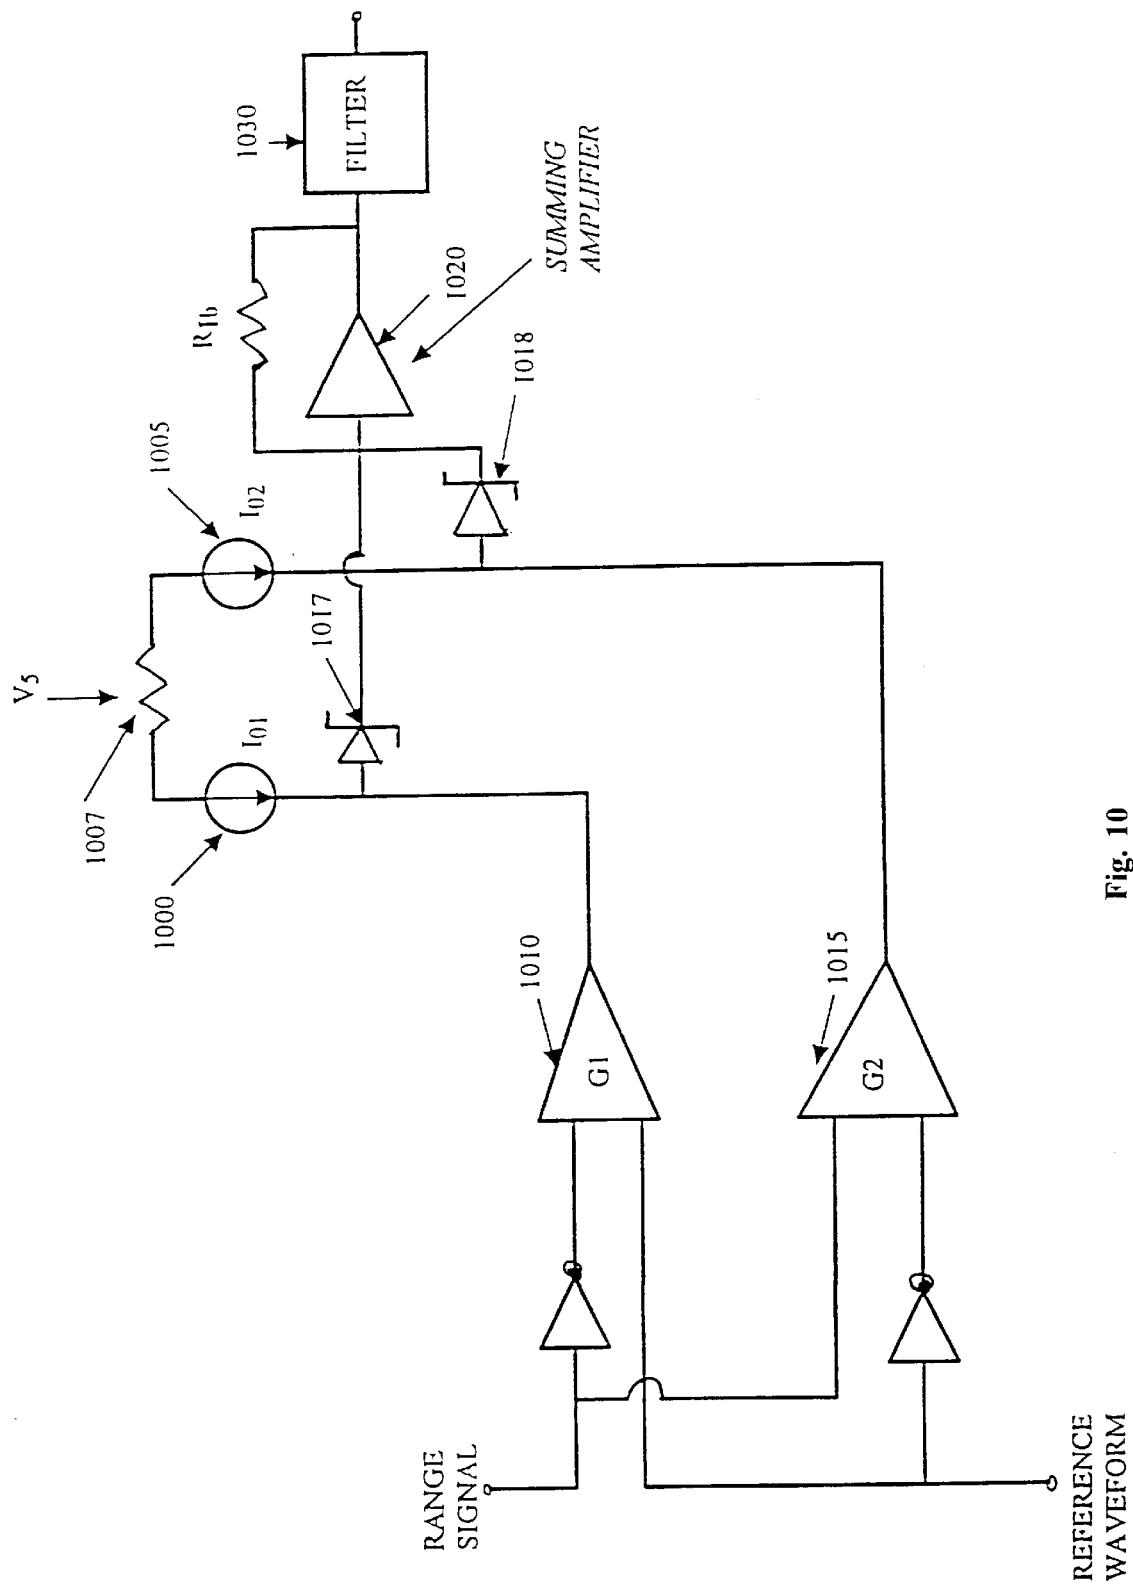 V5
1007
1000
I01
I02
1005
1017
Rfb
1030
FILTER
1020
SUMMING
AMPLIFIER
1018
1010
G1
1015
G2
RANGE
SIGNAL
REFERENCE
WAVEFORM
Fig. 10